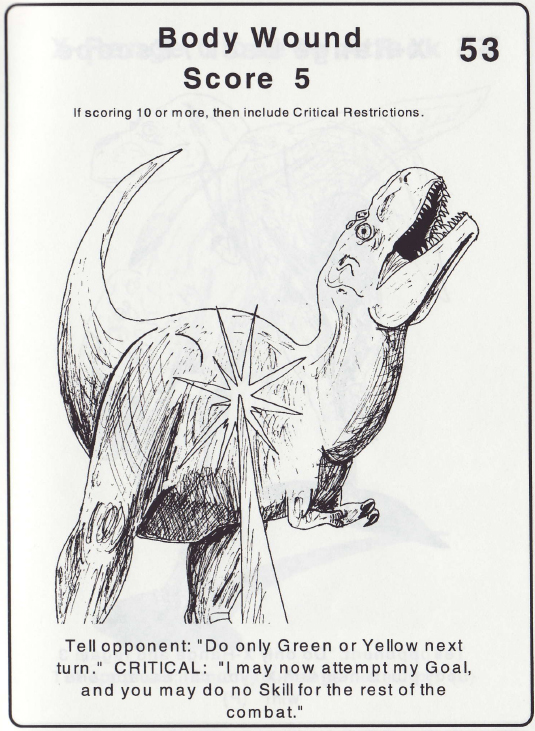 Body Wound
53
Score 5
If scoring 10 or more, then include Critical Restrictions.
Tell opponent: "Do only Green or Yellow next
turn." CRITICAL: "I may now attempt my Goal,
and you may do no Skill for the rest of the
combat."